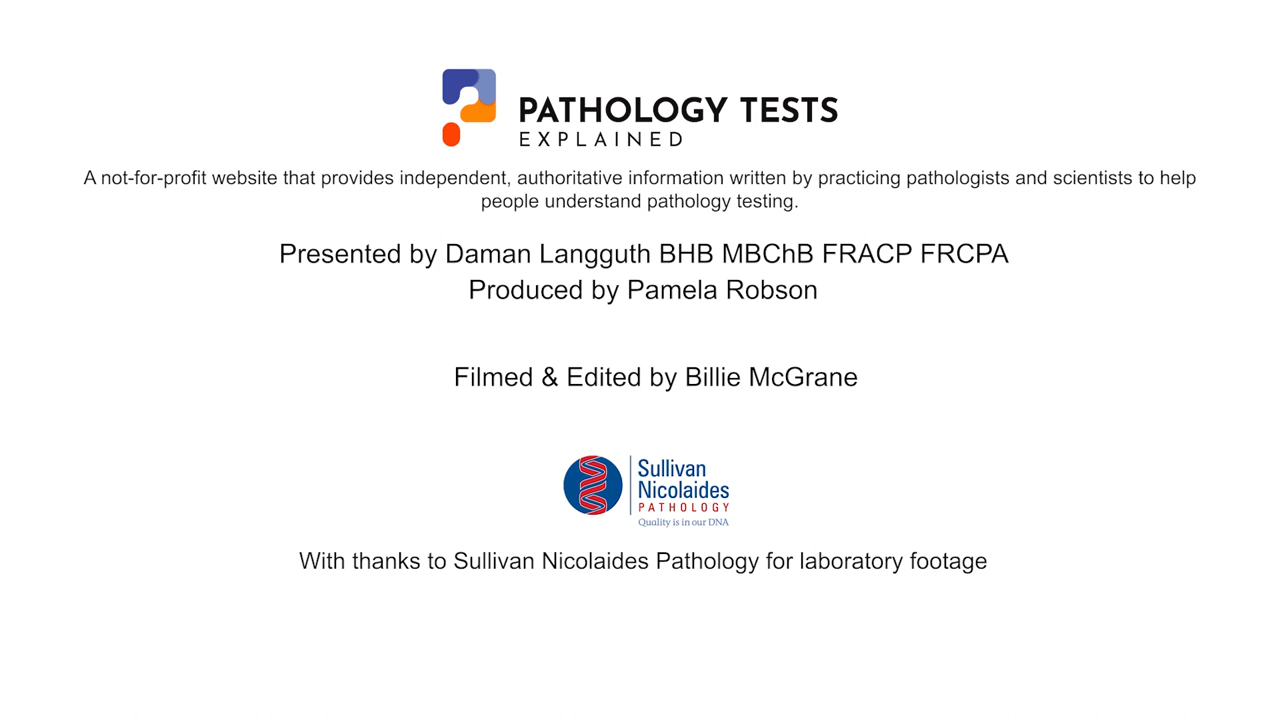 PATHOLOGY TESTS
EXPLAINED
A not-for-profit website that provides independent, authoritative information written by practicing pathologists and scientists to help
people understand pathology testing.
Presented by Daman Langguth BHB MBChB FRACP FRCPA
Produced by Pamela Robson
Filmed & Edited by Billie McGrane
Sullivan
Nicolaides
PATHOLOGY
Quality is in our DNA
With thanks to Sullivan Nicolaides Pathology for laboratory footage